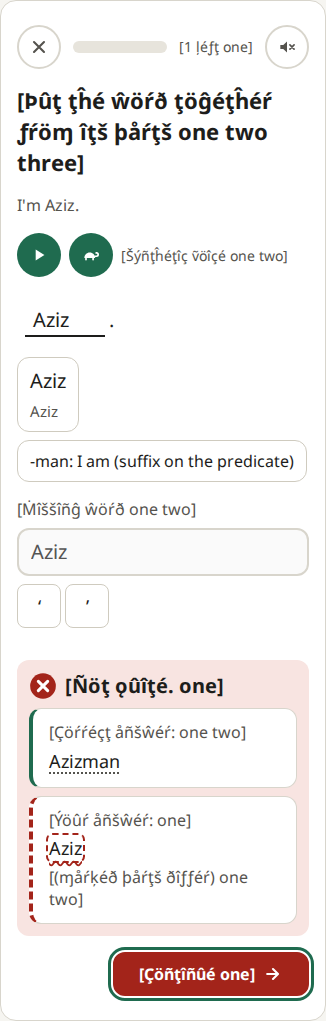 [1 ļéƒţ one]
[Þûţ ţĥé ŵöŕð ţöĝéţĥéŕ
ƒŕöɱ îţš þåŕţš one two
three]
I'm Aziz.
[Šýñţĥéţîç ṽöîçé one two]
Aziz .
Aziz
Aziz
-man: I am (suffix on the predicate)
[Ṁîššîñĝ ŵöŕð one two]
Aziz
ʻ
ʼ
[Ñöţ ǫûîţé. one]
[Çöŕŕéçţ åñšŵéŕ: one two]
Azizman
[Ýöûŕ åñšŵéŕ: one]
Aziz
[(ɱåŕķéð þåŕţš ðîƒƒéŕ) one
two]
[Çöñţîñûé one]